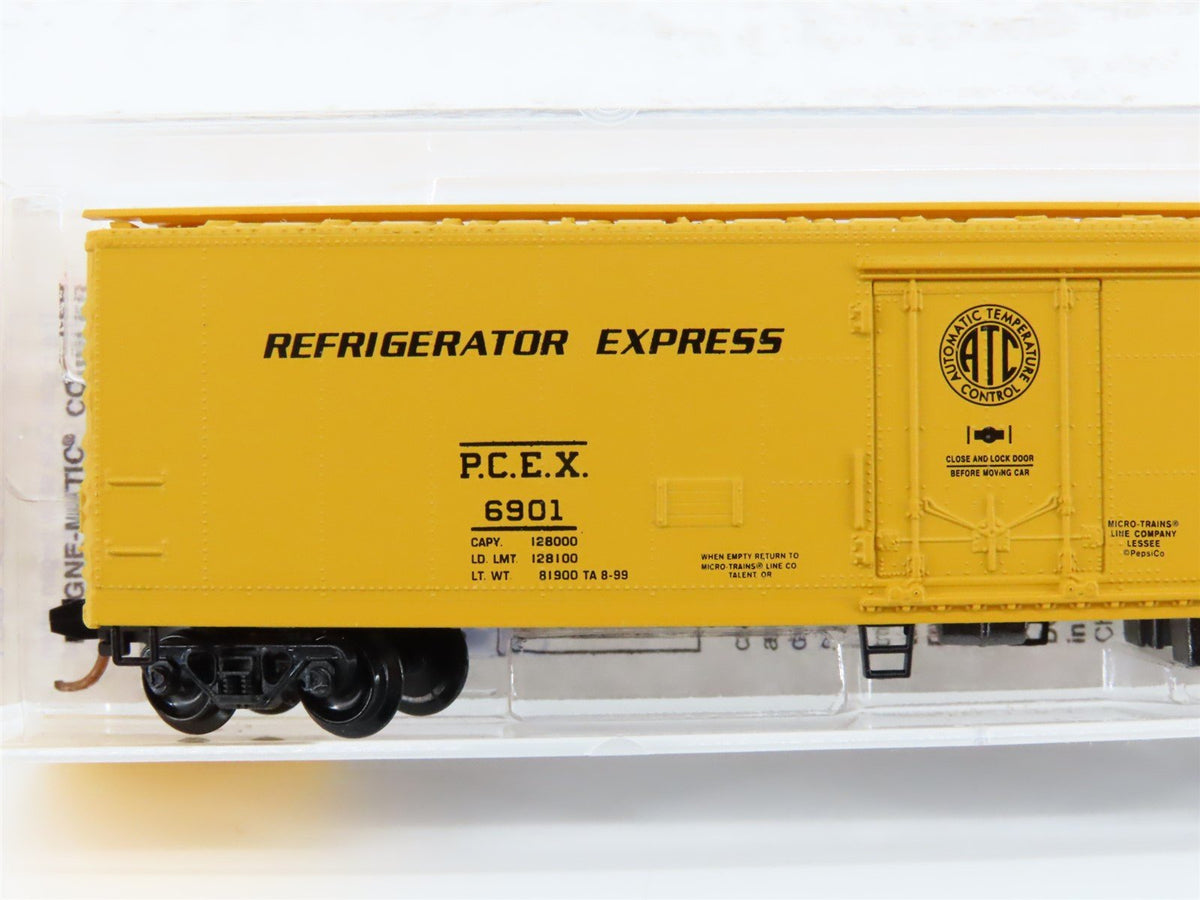 REFRIGERATOR EXPRESS
P.C.E.X.
6901
CAPY. 128000
LD. LMT. 128100
LT. WT. 81900 TA 8-99
WHEN EMPTY RETURN TO
MICRO-TRAINS® LINE CO.
TALENT, OR
AUTOMATIC TEMPERATURE
ATC
CONTROL
CLOSE AND LOCK DOOR
BEFORE MOVING CAR
MICRO-TRAINS®
LINE COMPANY
LESSEE
©PepsiCo